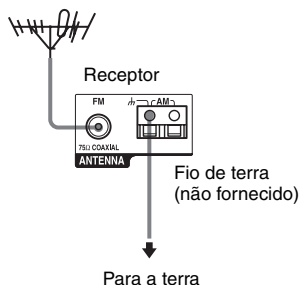 Receptor
FM
AM
75Ω COAXIAL
ANTENNA
Fio de terra
(não fornecido)
Para a terra